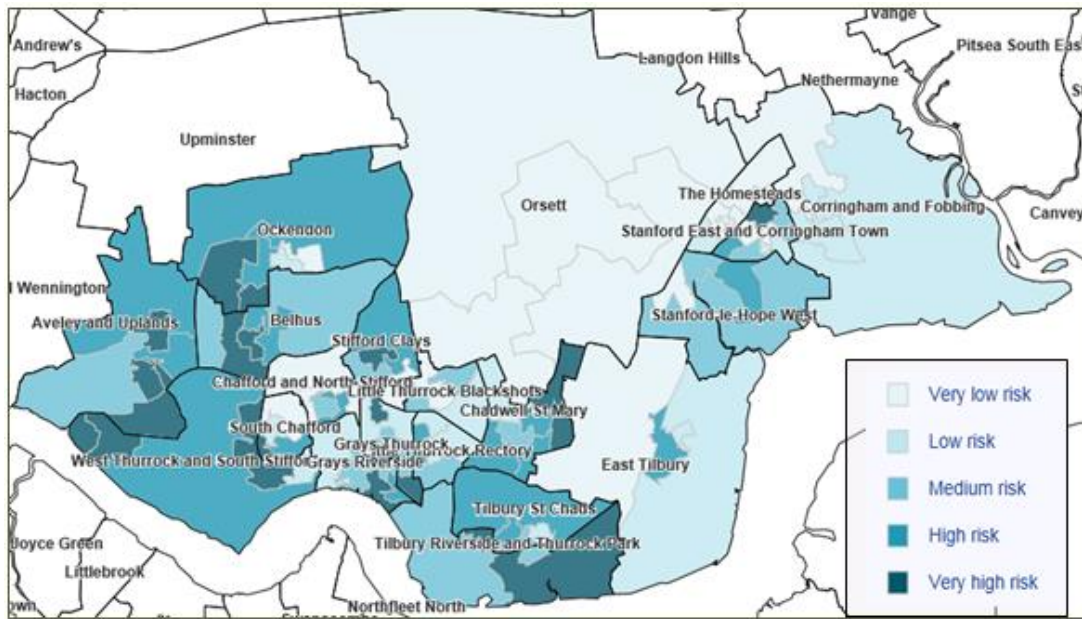 Andrew's
Hacton
Upminster
Langdon Hills
Vange
Pitsea South East
Nethermayne
Orsett
The Homesteads
Corringham and Fobbing
Canvey
Stanford East and Corringham Town
Ockendon
Wennington
Aveley and Uplands
Belhus
Stifford Clays
Stanford-le-Hope West
Chafford and North Stifford
Little Thurrock Blackshots
Chadwell St Mary
South Chafford
Grays Thurrock
Rectory
West Thurrock and South Stiffo
Grays Riverside
East Tilbury
Tilbury St Chads
Tilbury Riverside and Thurrock Park
Joyce Green
Littlebrook
Northfleet North
Very low risk
Low risk
Medium risk
High risk
Very high risk